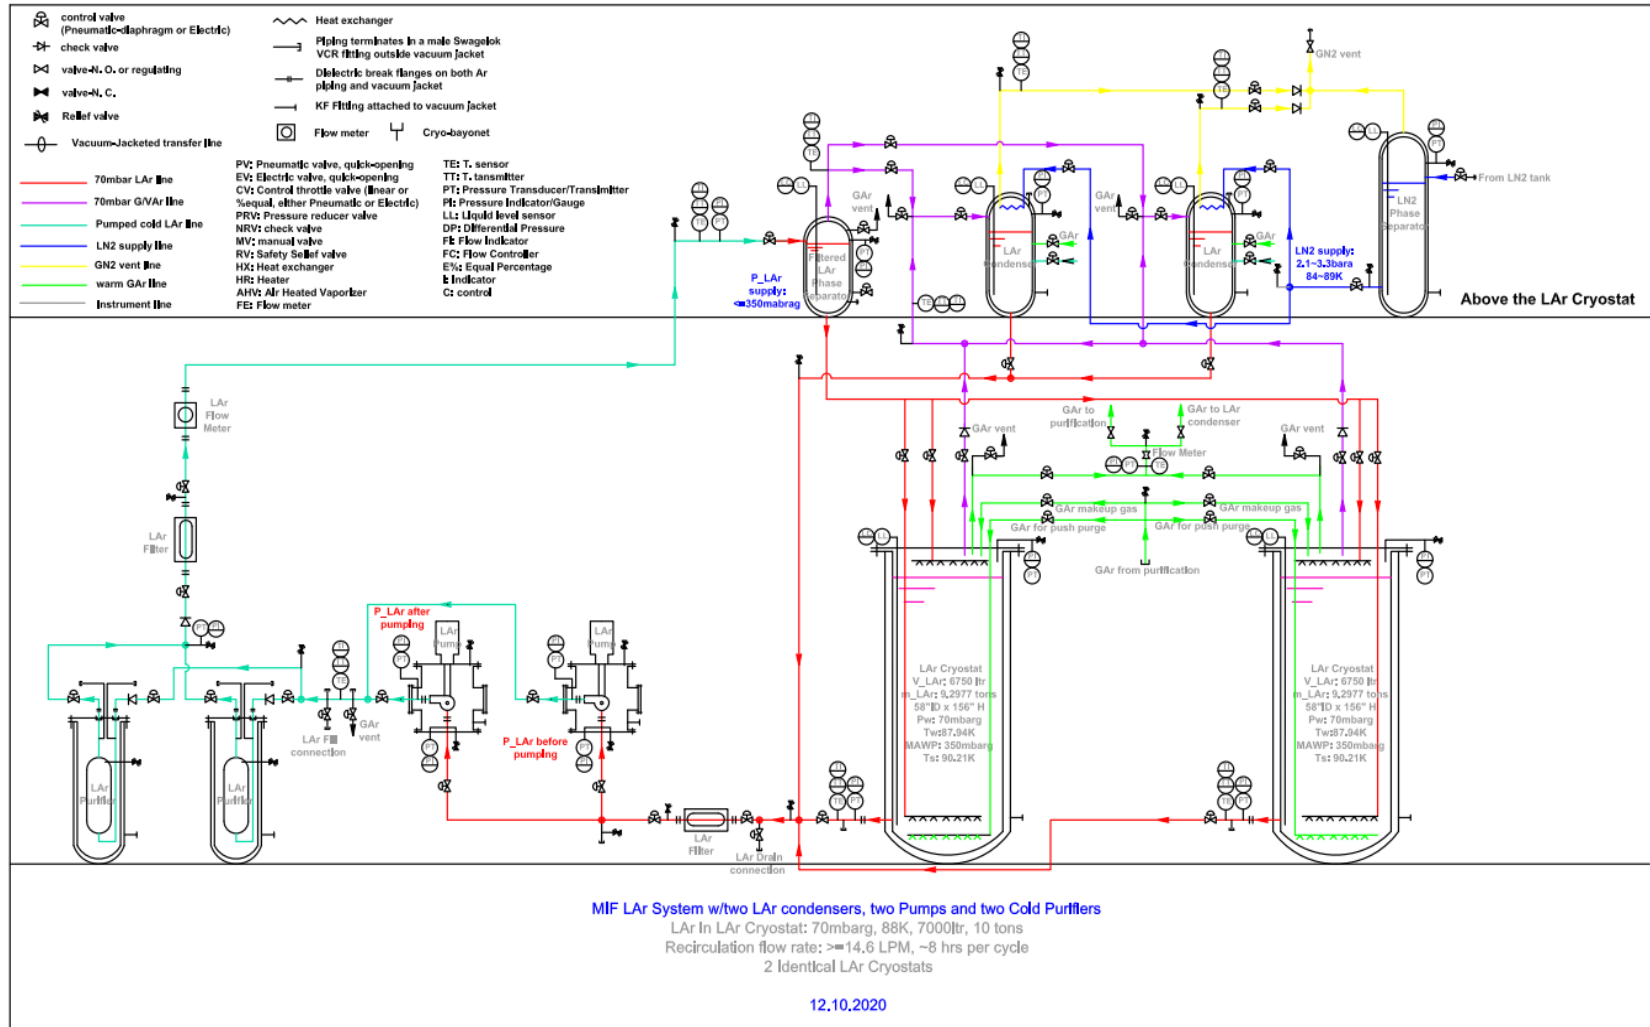 control valve
(Pneumatic-diaphragm or Electric)
check valve
valve-N. O. or regulating
valve-N. C.
Relief valve
Vacuum-Jacketed transfer line
Heat exchanger
Piping terminates in a male Swagelok
VCR fitting outside vacuum jacket
Dielectric break flanges on both Ar
piping and vacuum jacket
KF Fitting attached to vacuum jacket
Flow meter
Cryo-bayonet
70mbar LAr line
70mbar G/VAr line
Pumped cold LAr line
LN2 supply line
GN2 vent line
warm GAr line
Instrument line
PV: Pneumatic valve, quick-opening
EV: Electric valve, quick-opening
CV: Control throttle valve (linear or
%equal, either Pneumatic or Electric)
PRV: Pressure reducer valve
NRV: check valve
MV: manual valve
RV: Safety Selief valve
HX: Heat exchanger
HR: Heater
AHV: Air Heated Vaporizer
FE: Flow meter
TE: T. sensor
TT: T. tansmitter
PT: Pressure Transducer/Transimitter
PI: Pressure Indicator/Gauge
LL: Liquid level sensor
DP: Differential Pressure
FI: Flow Indicator
FC: Flow Controller
E%: Equal Percentage
I: Indicator
C: control
GN2 vent
From LN2 tank
LN2
Phase
Separator
LN2 supply:
2.1~3.3bara
84~89K
Above the LAr Cryostat
GAr
vent
GAr
vent
GAr
GAr
LAr
Condenser
LAr
Condenser
Filtered
LAr
Phase
Separator
P_LAr
supply:
<=350mabrag
LAr
Flow
Meter
LAr
Filter
GAr to
purification
GAr to LAr
condenser
GAr vent
GAr vent
Flow Meter
GAr makeup gas
GAr makeup gas
GAr for push purge
GAr for push purge
GAr from purification
P_LAr after
pumping
LAr
Pump
LAr
Pump
P_LAr before
pumping
LAr Fill
connection
GAr
vent
LAr
Purifier
LAr
Purifier
LAr
Filter
LAr Drain
connection
LAr Cryostat
V_LAr: 6750 ltr
m_LAr: 9.2977 tons
58"ID x 156" H
Pw: 70mbarg
Tw:87.94K
MAWP: 350mbarg
Ts: 90.21K
LAr Cryostat
V_LAr: 6750 ltr
m_LAr: 9.2977 tons
58"ID x 156" H
Pw: 70mbarg
Tw:87.94K
MAWP: 350mbarg
Ts: 90.21K
MIF LAr System w/two LAr condensers, two Pumps and two Cold Purifiers
LAr in LAr Cryostat: 70mbarg, 88K, 7000ltr, 10 tons
Recirculation flow rate: >=14.6 LPM, ~8 hrs per cycle
2 Identical LAr Cryostats
12.10.2020